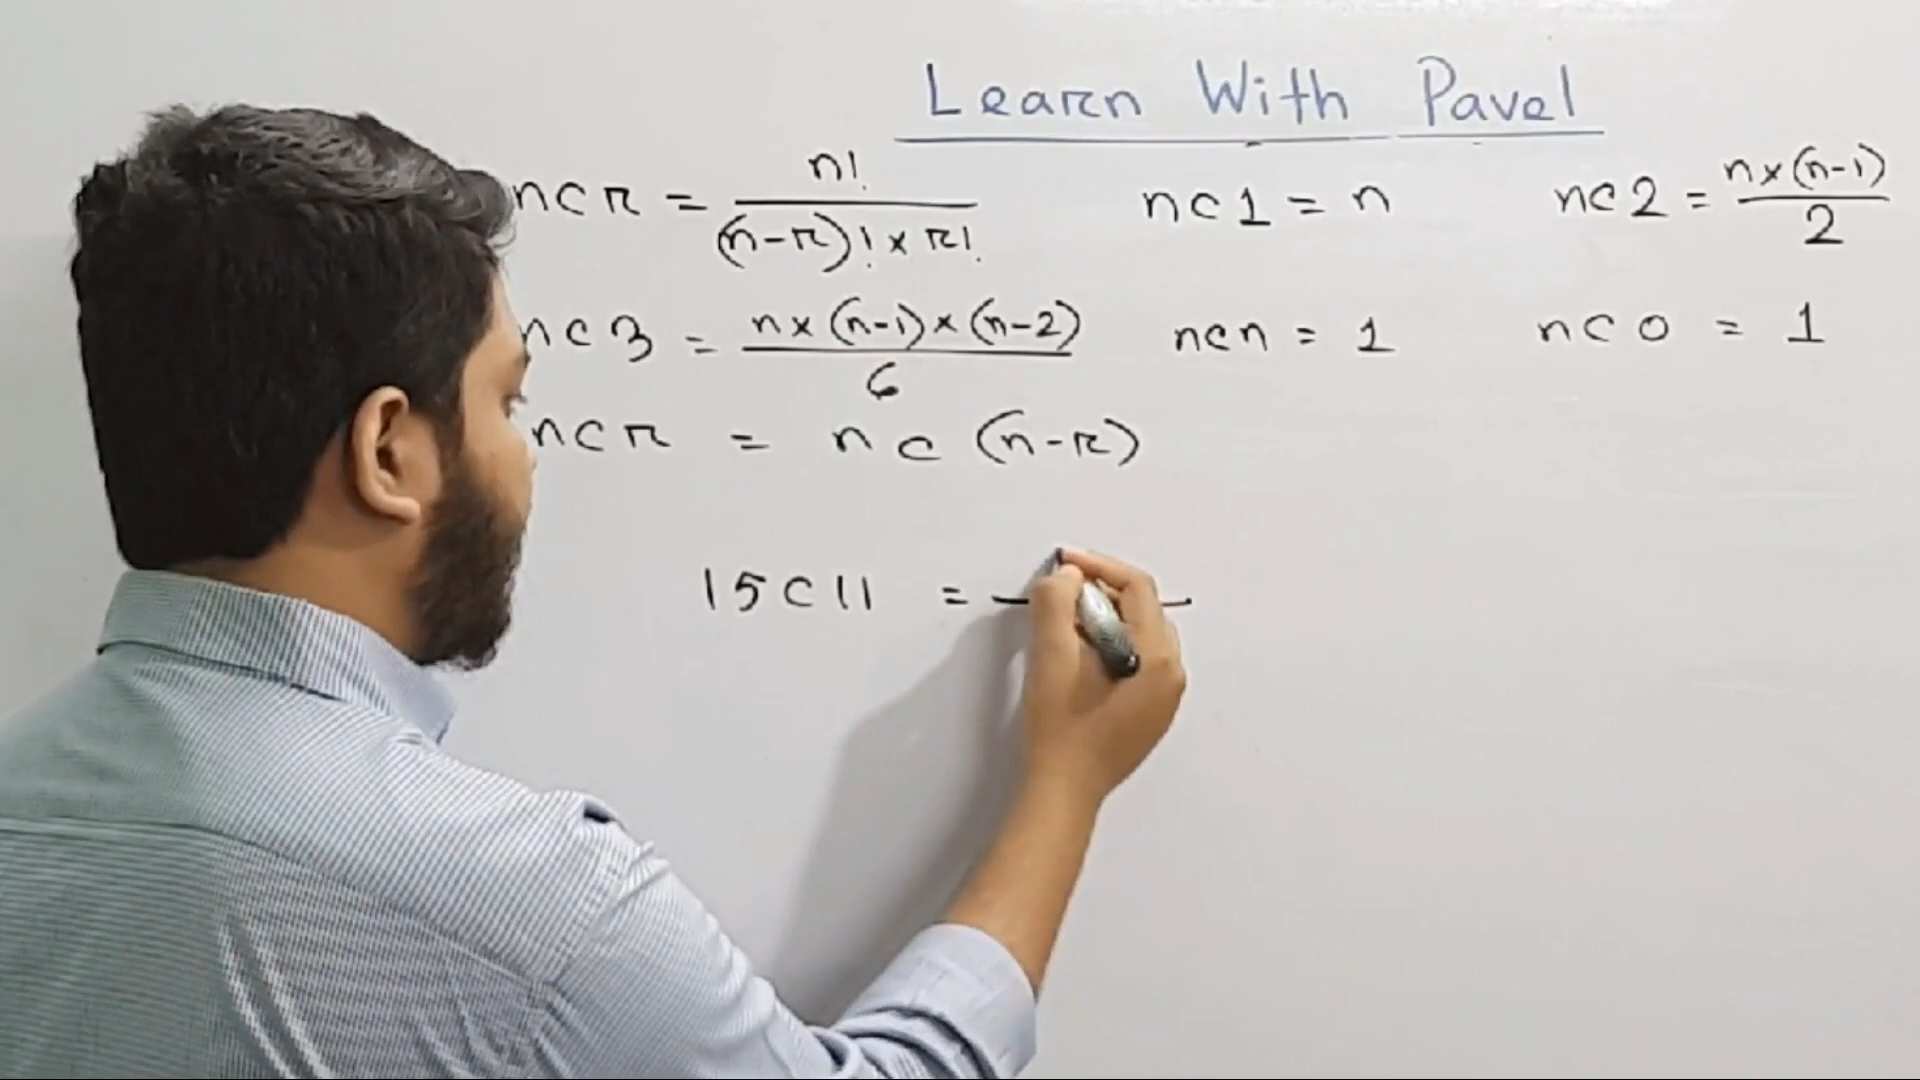 Learn With Pavel
ncr = n! / (n-r)! × r!
nc1 = n
nc2 = n×(n-1) / 2
nc3 = n×(n-1)×(n-2) / 6
ncn = 1
nc0 = 1
ncr = nc(n-r)
15C11 =